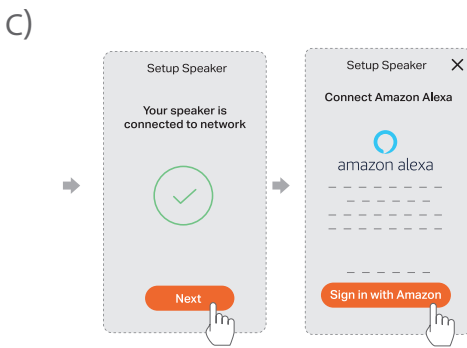 c)
Setup Speaker
Your speaker is
connected to network
Next
Setup Speaker
Connect Amazon Alexa
amazon alexa
Sign in with Amazon